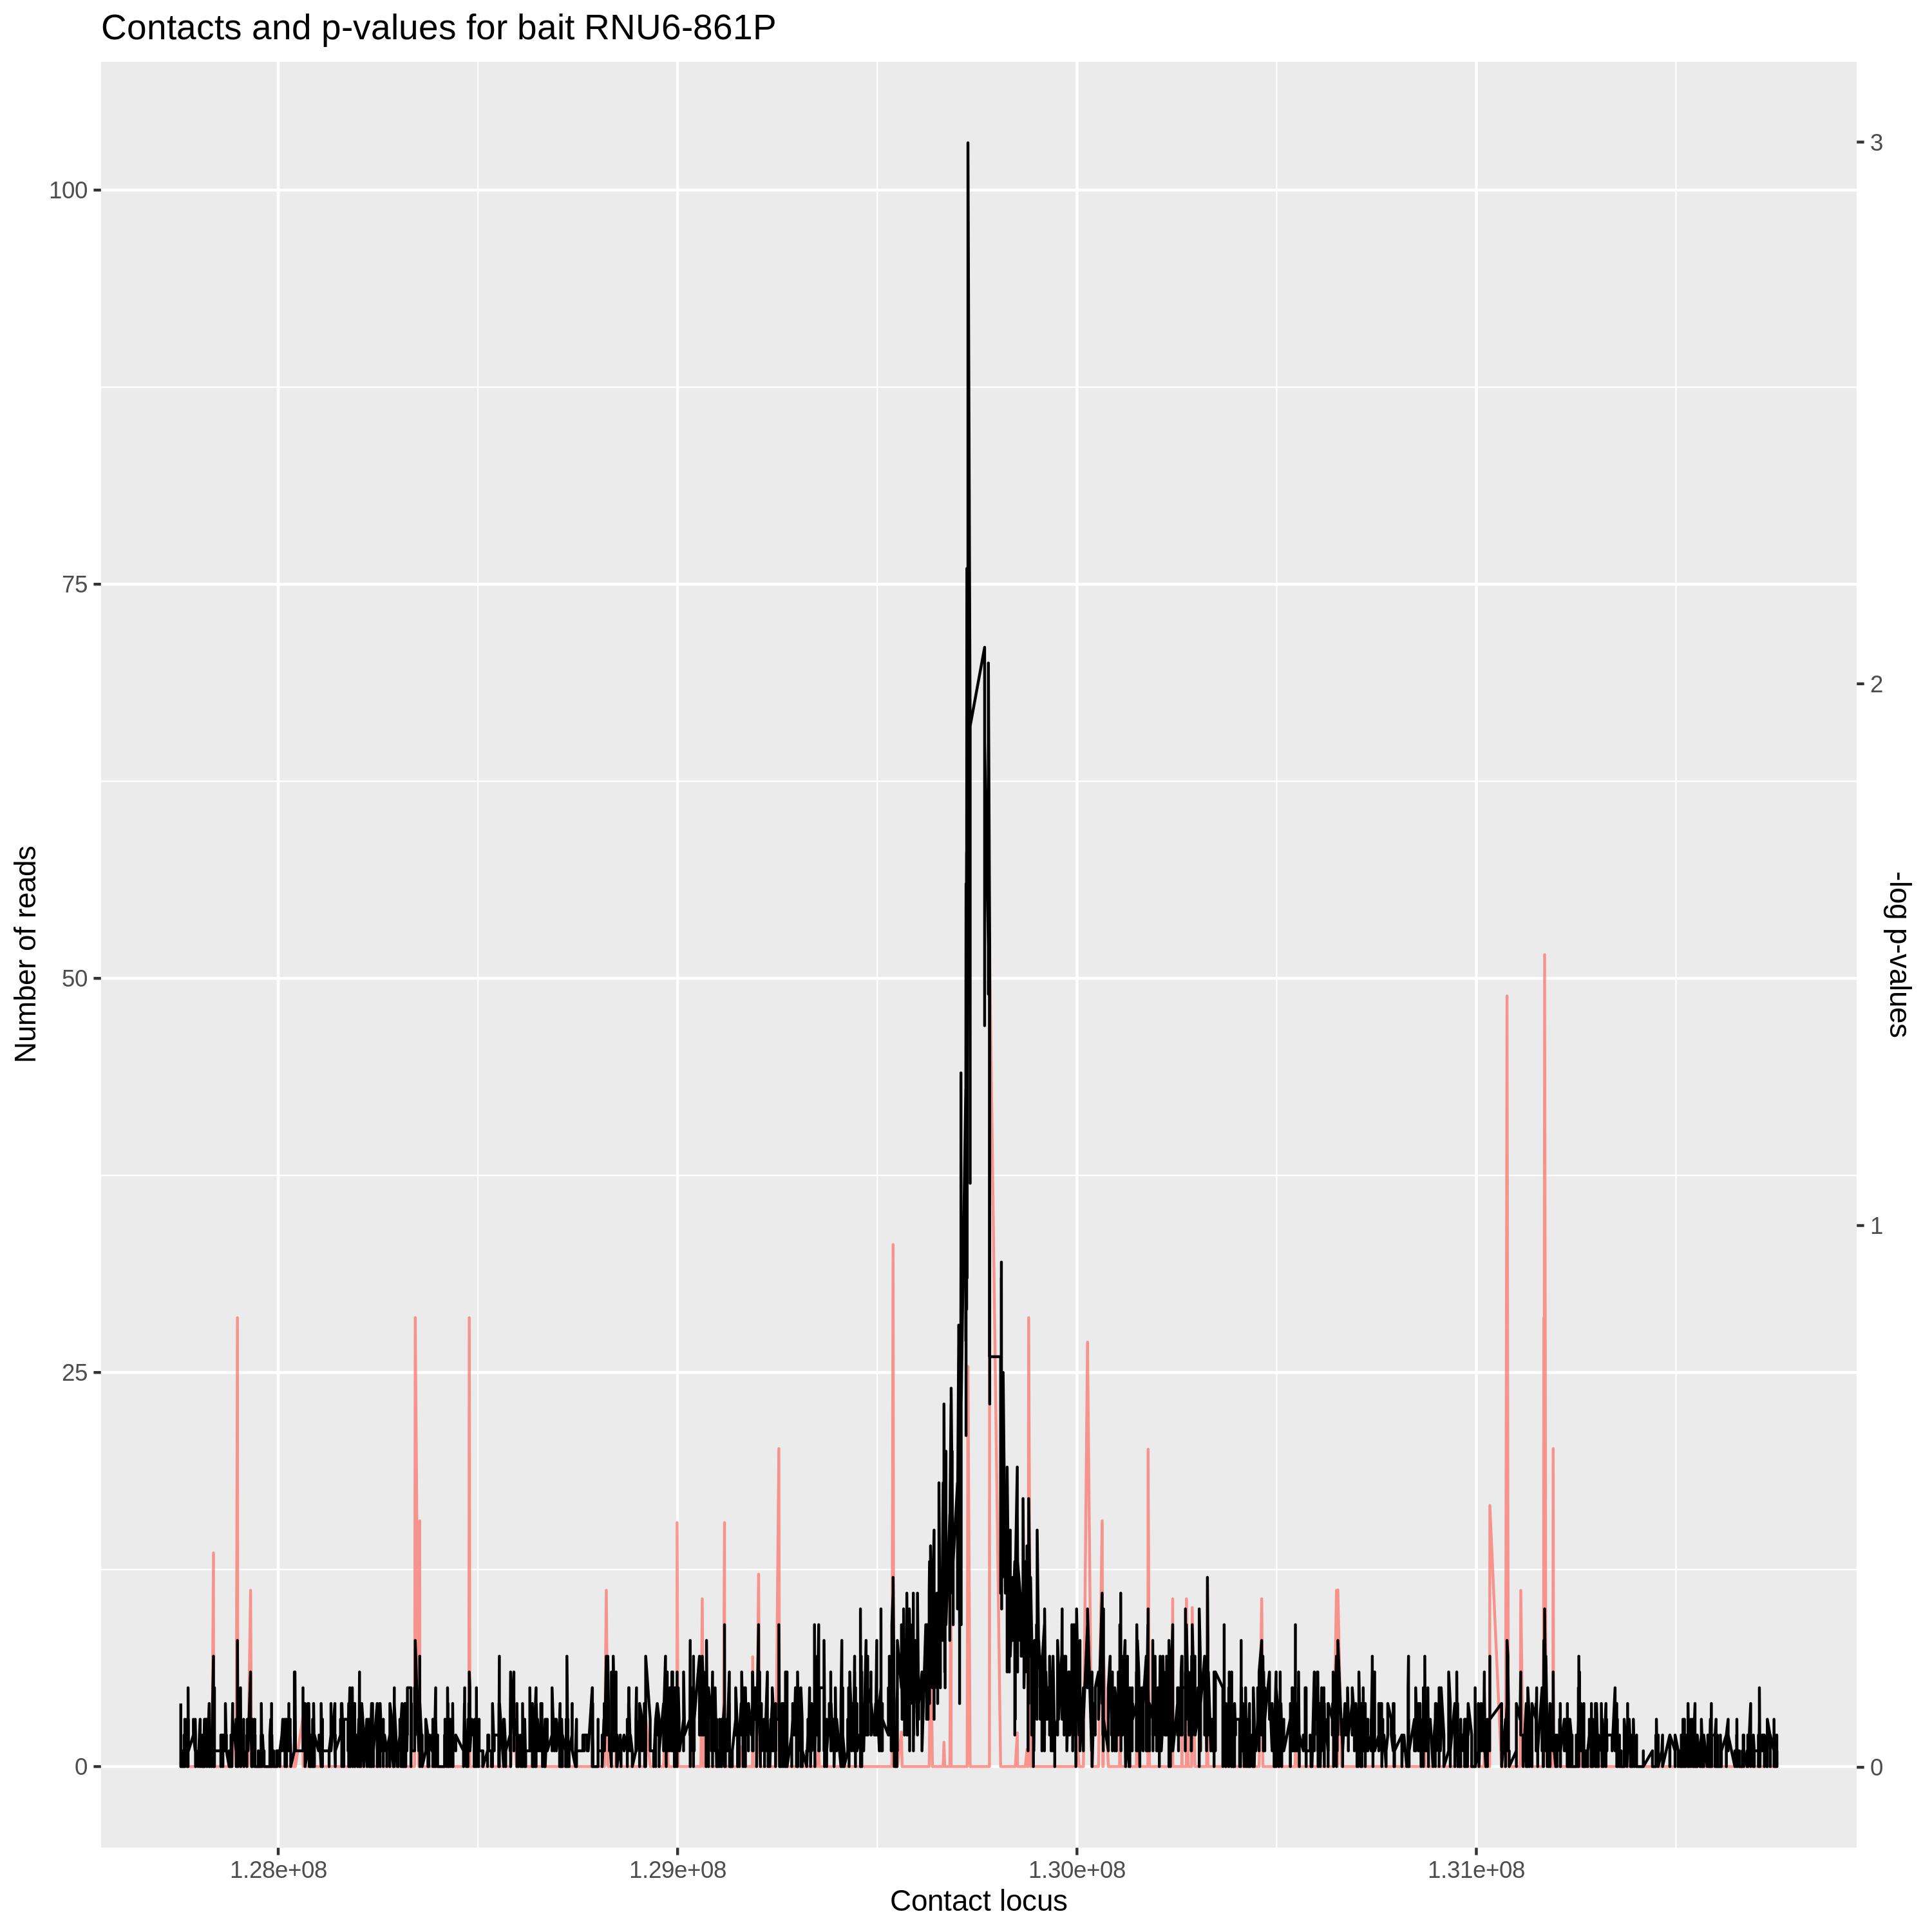 Contacts and p-values for bait RNU6-861P
100
75
50
25
0
Number of reads
3
2
1
0
-log p-values
1.28e+08
1.29e+08
1.30e+08
1.31e+08
Contact locus